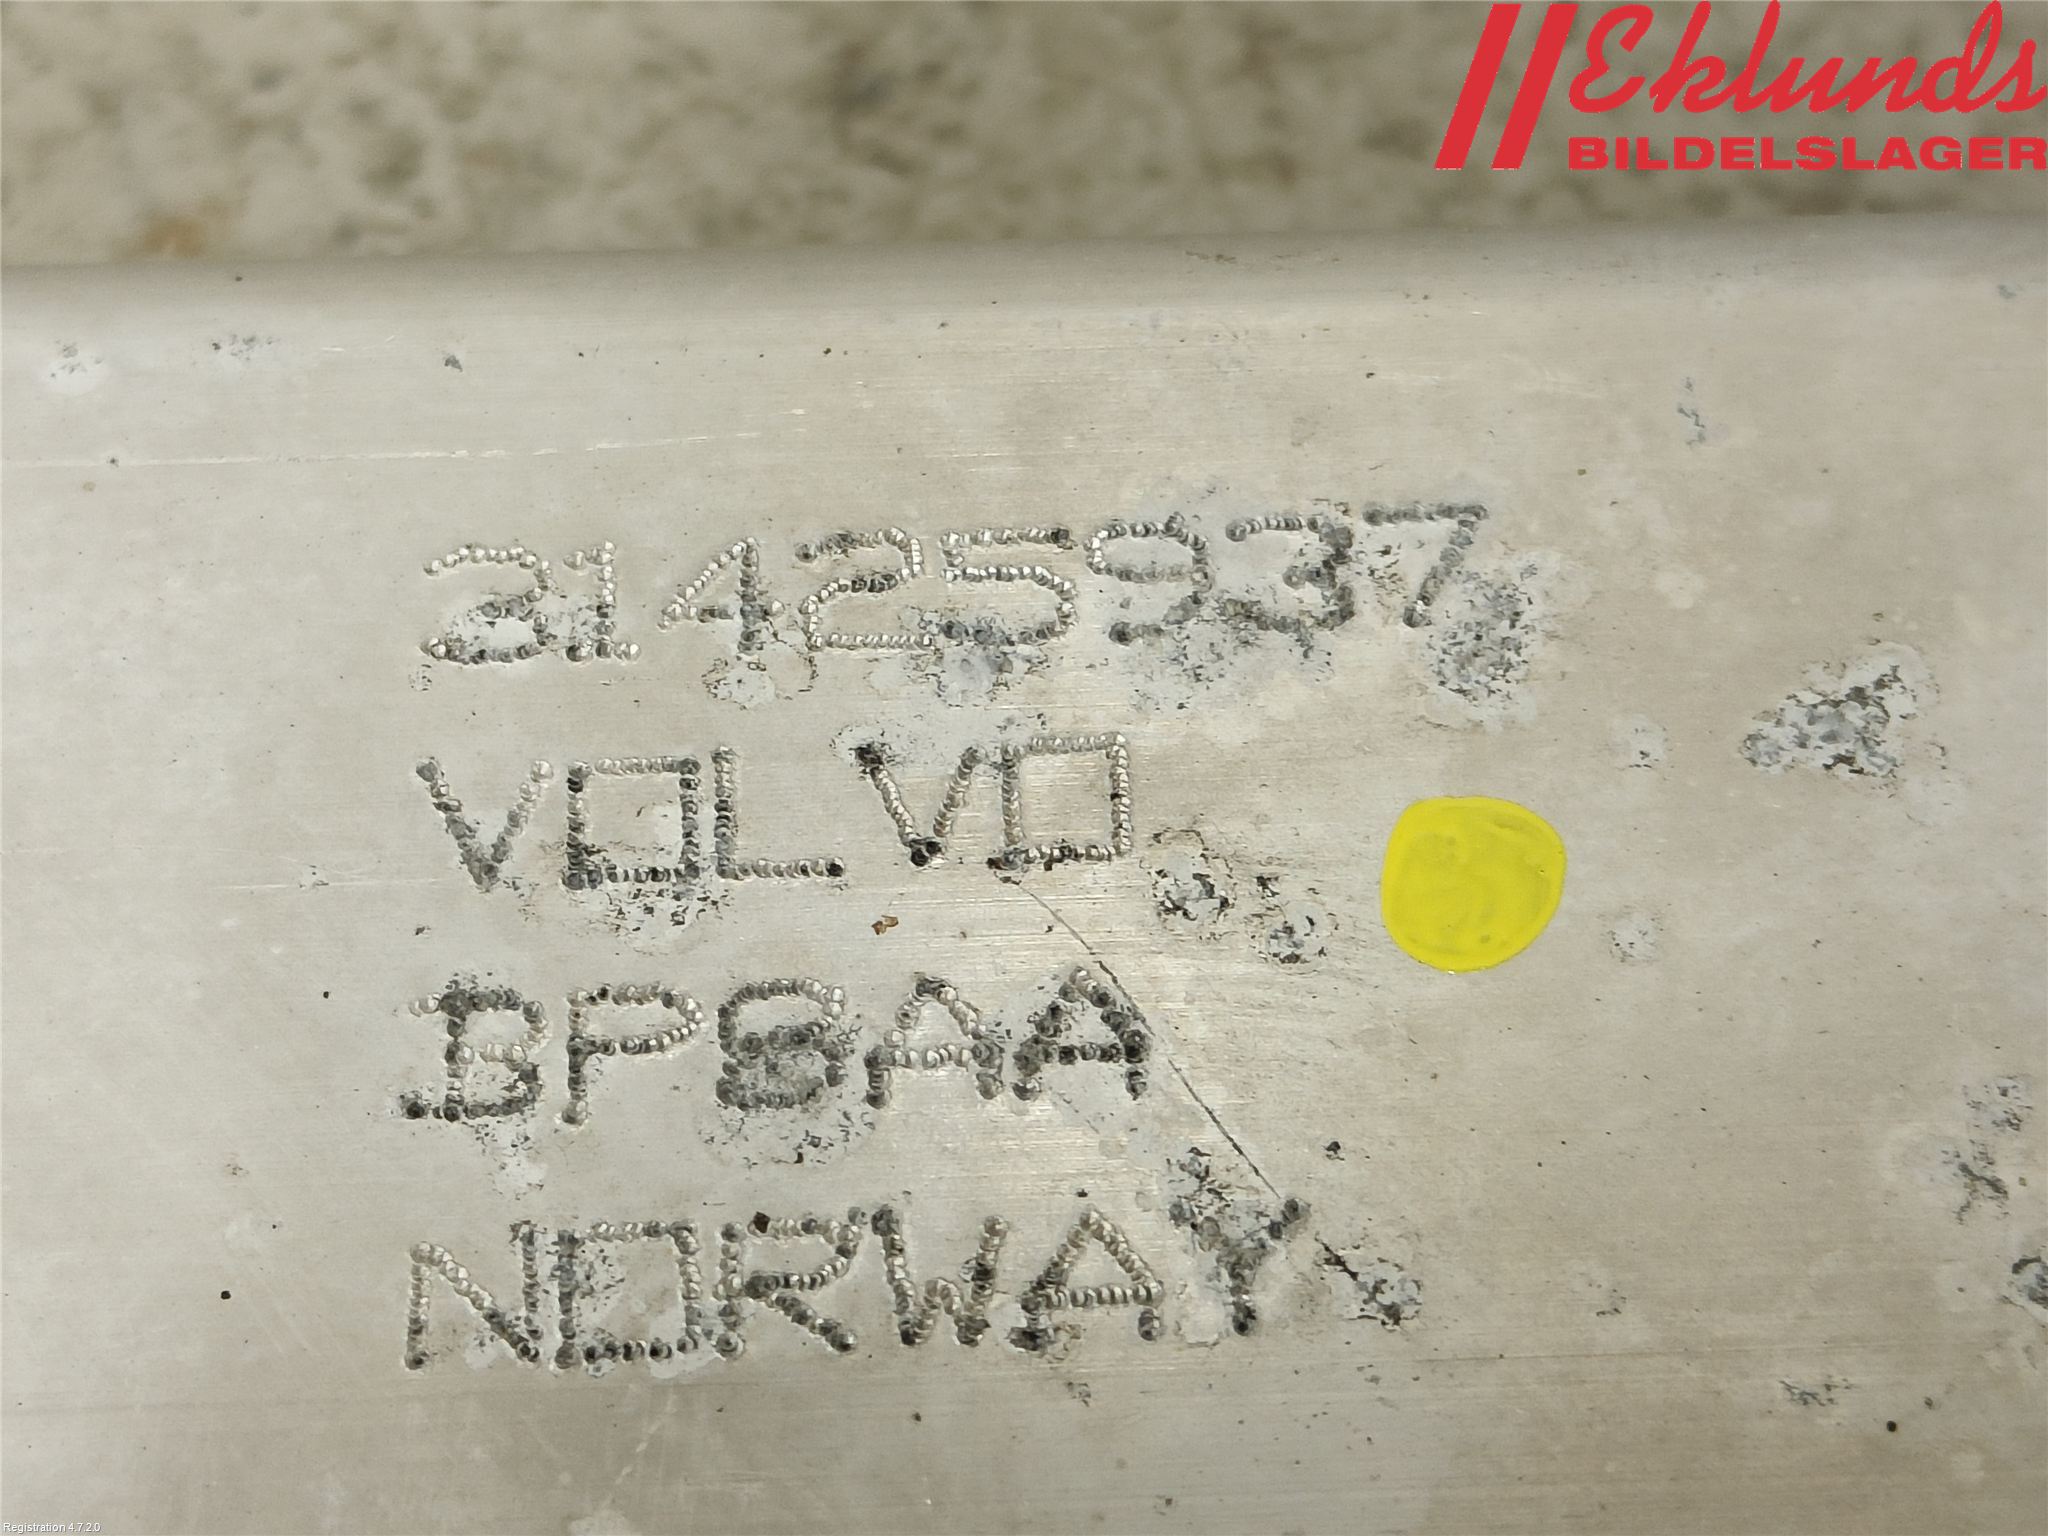 Eklunds
BILDELSLAGER
21425937
VOLVO
BP8AA
NORWAY
Registration 4.7.2.0